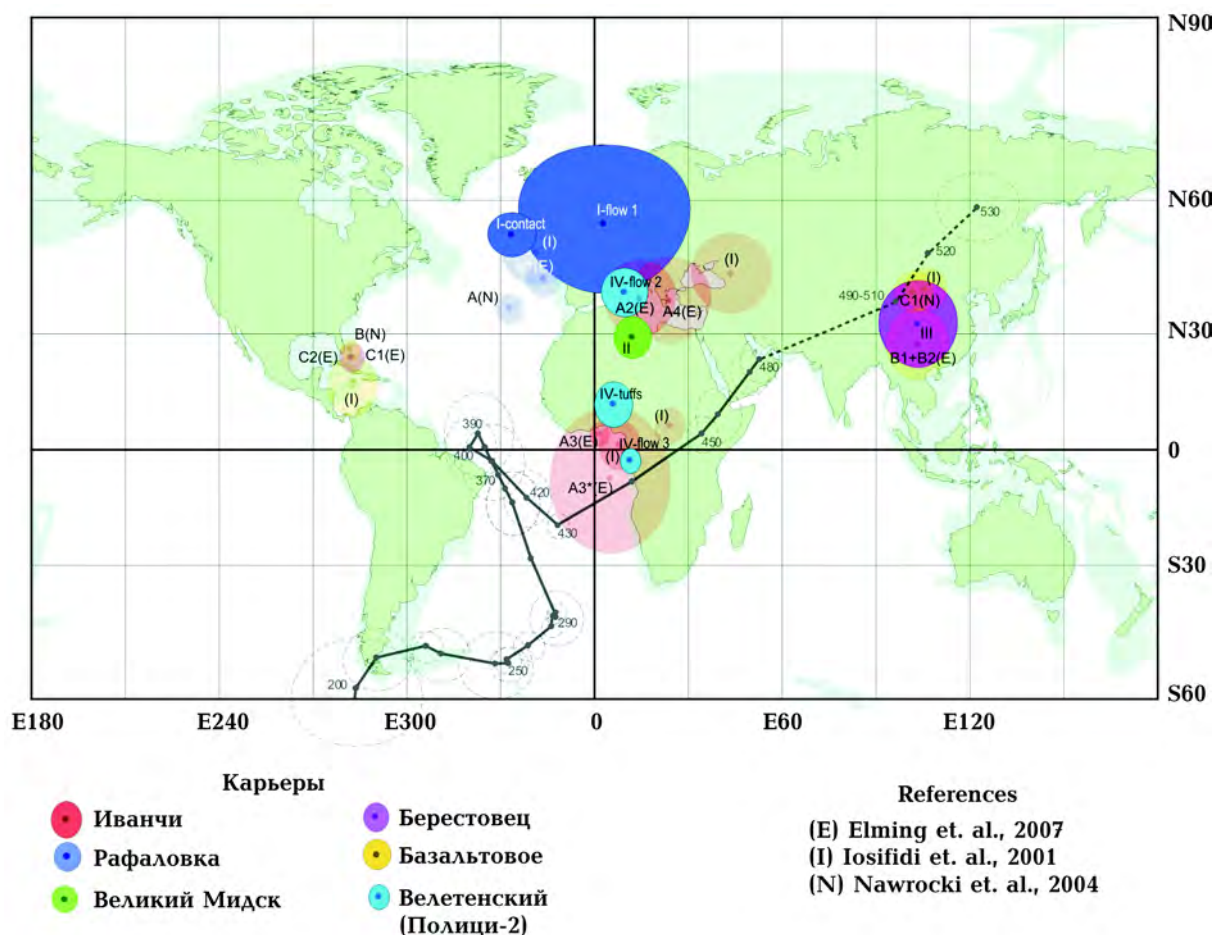 N90
N60
530
I-flow 1
I-contact
(I)
520
(I)
(E)
(I)
IV-flow 2
490-510
C1(N)
A(N)
A2(E)
A4(E)
N30
B(N)
III
II
C2(E)
C1(E)
B1+B2(E)
480
IV-tuffs
(I)
(I)
390
450
A3(E)
IV-flow 3
0
400
(I)
370
A3*(E)
420
430
S30
290
250
200
S60
E180
E240
E300
0
E60
E120
Карьеры
Иванчи
Берестовец
Рафаловка
Базальтовое
Великий Мидск
Велетенский
(Полици-2)
References
(E) Elming et. al., 2007
(I) Iosifidi et. al., 2001
(N) Nawrocki et. al., 2004